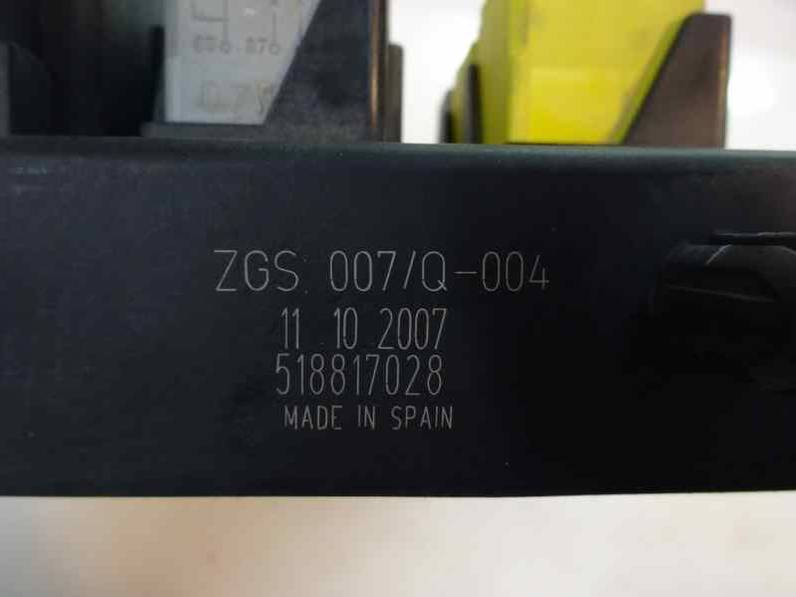 ZGS: 007/Q-004
11 10 2007
518817028
MADE IN SPAIN